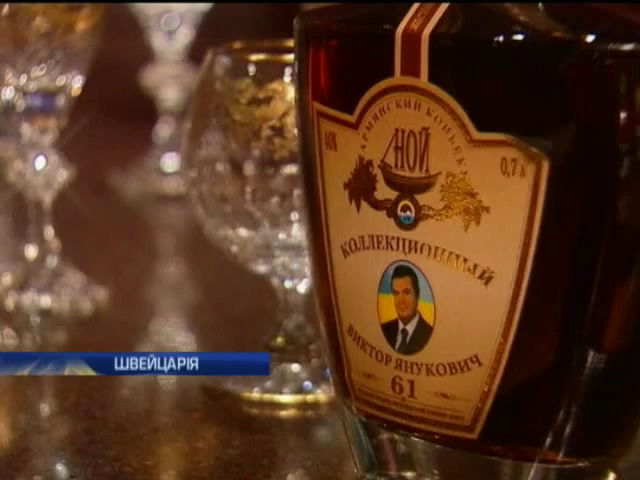 АРМЯНСКИЙ КОНЬЯК
НОЙ
0,7 л
КОЛЛЕКЦИОННЫЙ
ВИКТОР ЯНУКОВИЧ
61
ШВЕЙЦАРІЯ